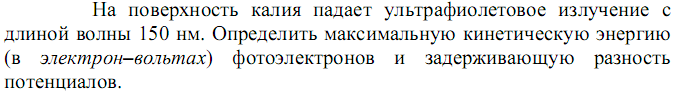 На поверхность калия падает ультрафиолетовое излучение с
длиной волны 150 нм. Определить максимальную кинетическую энергию
(в электрон–вольтах) фотоэлектронов и задерживающую разность
потенциалов.